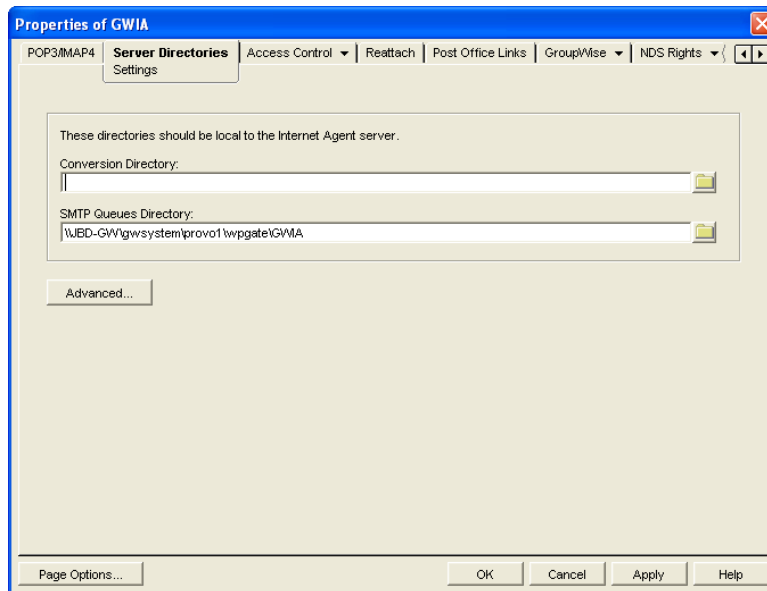 Properties of GWIA
POP3/IMAP4
Server Directories
Access Control
Reattach
Post Office Links
GroupWise
NDS Rights
Settings
These directories should be local to the Internet Agent server.
Conversion Directory:
SMTP Queues Directory:
\\JBD-GW\gwsystem\provo1\wpgate\GWIA
Advanced...
Page Options...
OK
Cancel
Apply
Help